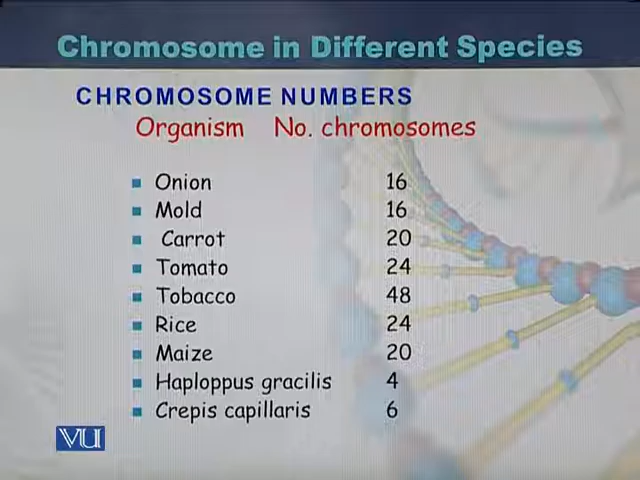 Chromosome in Different Species
CHROMOSOME NUMBERS
Organism No. chromosomes
Onion 16
Mold 16
Carrot 20
Tomato 24
Tobacco 48
Rice 24
Maize 20
Haploppus gracilis 4
Crepis capillaris 6
VU